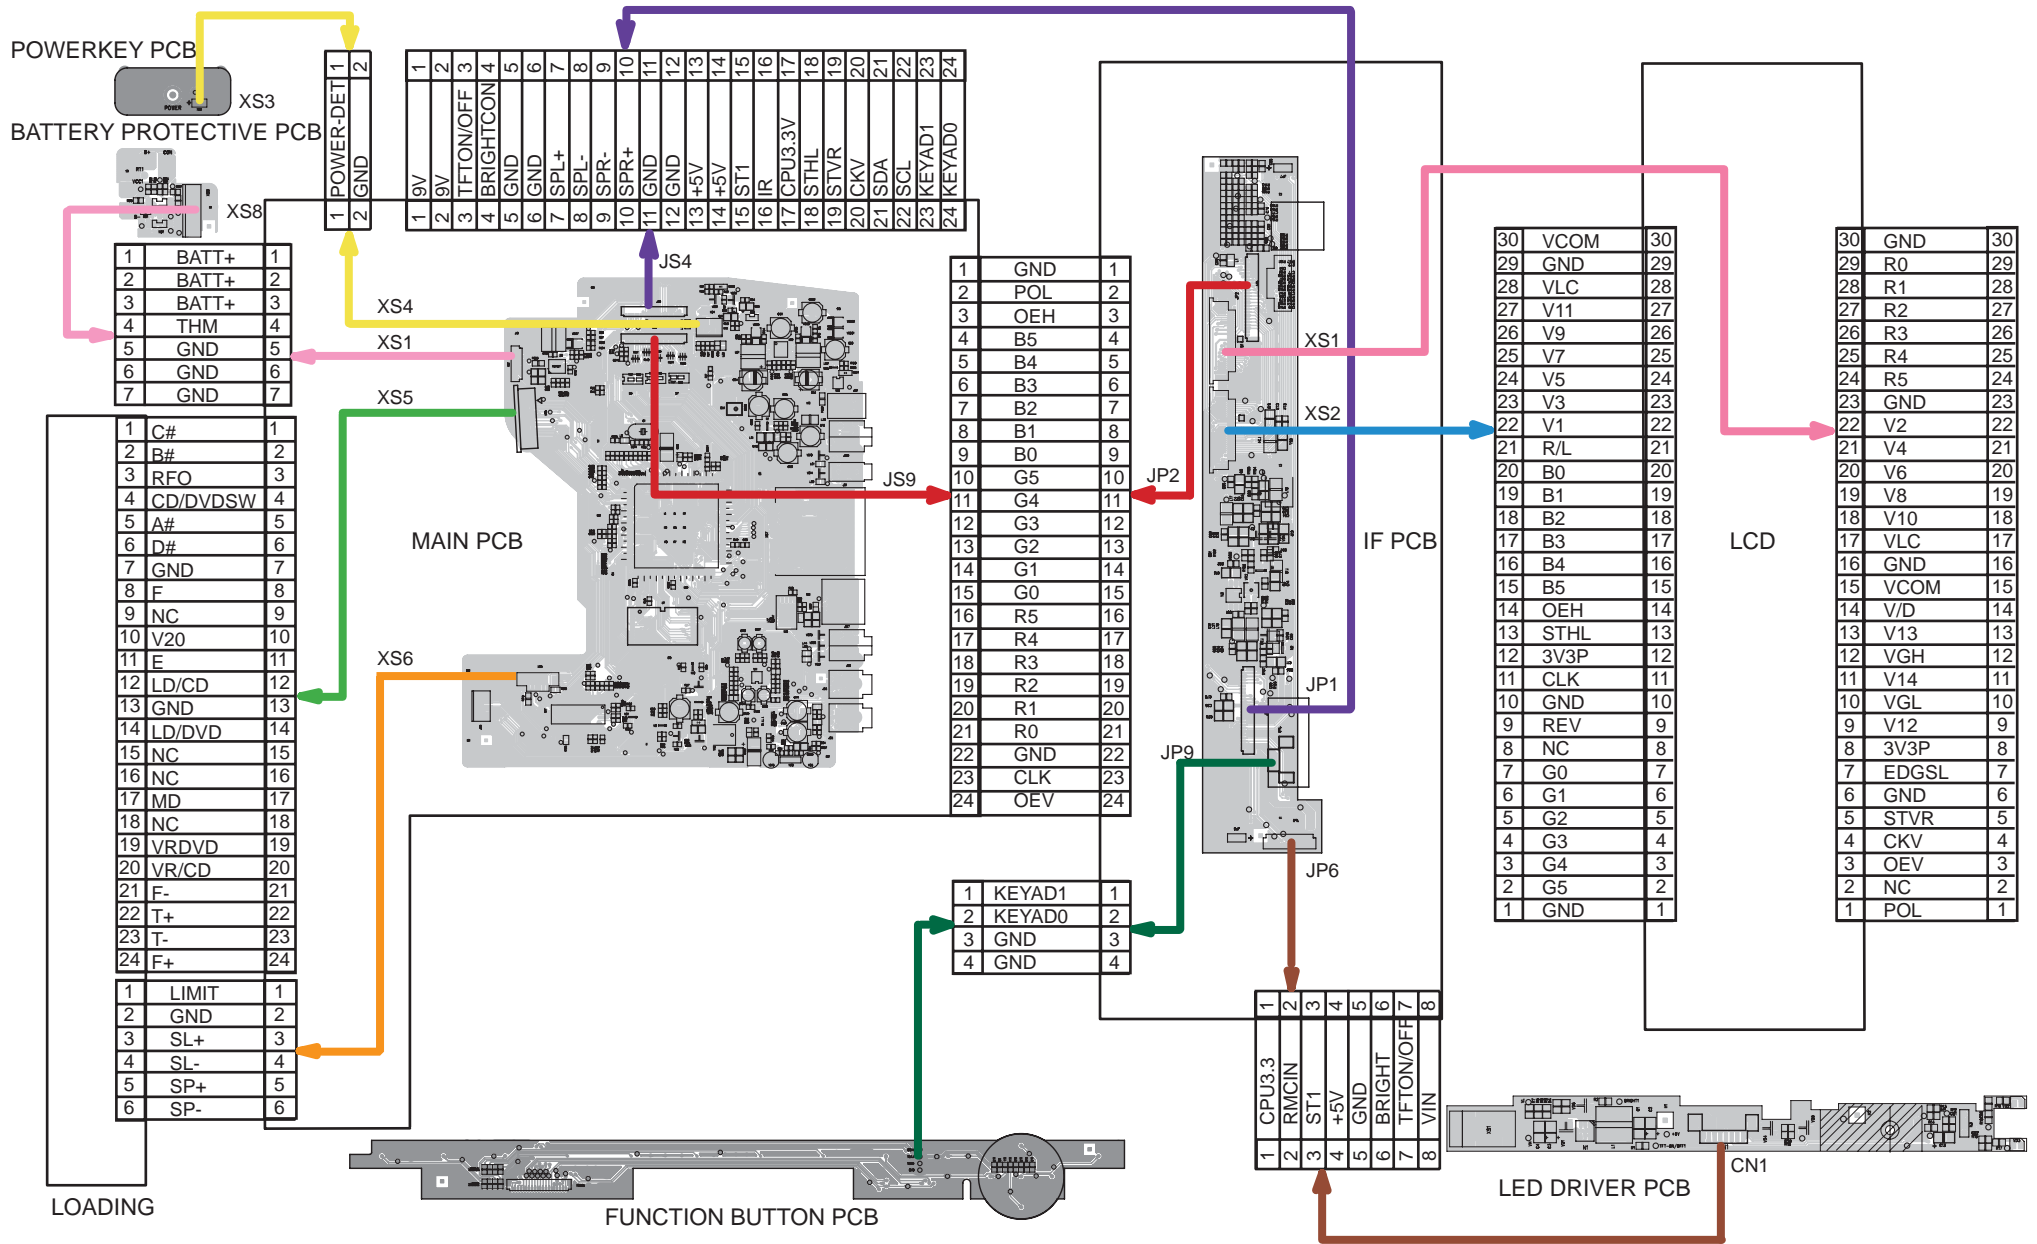 POWERKEY PCB
XS3
BATTERY PROTECTIVE PCB
XS8
1 POWER-DET 1
2 GND 2
1 9V 1
2 9V 2
3 TFTON/OFF 3
4 BRIGHTCON 4
5 GND 5
6 GND 6
7 SPL+ 7
8 SPL- 8
9 SPR- 9
10 SPR+ 10
11 GND 11
12 GND 12
13 +5V 13
14 +5V 14
15 ST1 15
16 IR 16
17 CPU3.3V 17
18 STHL 18
19 STVR 19
20 CKV 20
21 SDA 21
22 SCL 22
23 KEYAD1 23
24 KEYAD0 24
1 BATT+ 1
2 BATT+ 2
3 BATT+ 3
4 THM 4
5 GND 5
6 GND 6
7 GND 7
1 C# 1
2 B# 2
3 RFO 3
4 CD/DVDSW 4
5 A# 5
6 D# 6
7 GND 7
8 F 8
9 NC 9
10 V20 10
11 E 11
12 LD/CD 12
13 GND 13
14 LD/DVD 14
15 NC 15
16 NC 16
17 MD 17
18 NC 18
19 VRDVD 19
20 VR/CD 20
21 F- 21
22 T+ 22
23 T- 23
24 F+ 24
1 LIMIT 1
2 GND 2
3 SL+ 3
4 SL- 4
5 SP+ 5
6 SP- 6
LOADING
JS4
XS4
XS1
XS5
XS6
JS9
MAIN PCB
1 GND 1
2 POL 2
3 OEH 3
4 B5 4
5 B4 5
6 B3 6
7 B2 7
8 B1 8
9 B0 9
10 G5 10
11 G4 11
12 G3 12
13 G2 13
14 G1 14
15 G0 15
16 R5 16
17 R4 17
18 R3 18
19 R2 19
20 R1 20
21 R0 21
22 GND 22
23 CLK 23
24 OEV 24
1 KEYAD1 1
2 KEYAD0 2
3 GND 3
4 GND 4
JP2
XS1
XS2
IF PCB
JP1
JP9
JP6
1 CPU3.3 1
2 RMCIN 2
3 ST1 3
4 +5V 4
5 GND 5
6 BRIGHT 6
7 TFTON/OFF 7
8 VIN 8
30 VCOM 30
29 GND 29
28 VLC 28
27 V11 27
26 V9 26
25 V7 25
24 V5 24
23 V3 23
22 V1 22
21 R/L 21
20 B0 20
19 B1 19
18 B2 18
17 B3 17
16 B4 16
15 B5 15
14 OEH 14
13 STHL 13
12 3V3P 12
11 CLK 11
10 GND 10
9 REV 9
8 NC 8
7 G0 7
6 G1 6
5 G2 5
4 G3 4
3 G4 3
2 G5 2
1 GND 1
LCD
30 GND 30
29 R0 29
28 R1 28
27 R2 27
26 R3 26
25 R4 25
24 R5 24
23 GND 23
22 V2 22
21 V4 21
20 V6 20
19 V8 19
18 V10 18
17 VLC 17
16 GND 16
15 VCOM 15
14 V/D 14
13 V13 13
12 VGH 12
11 V14 11
10 VGL 10
9 V12 9
8 3V3P 8
7 EDGSL 7
6 GND 6
5 STVR 5
4 CKV 4
3 OEV 3
2 NC 2
1 POL 1
CN1
LED DRIVER PCB
FUNCTION BUTTON PCB
POWER